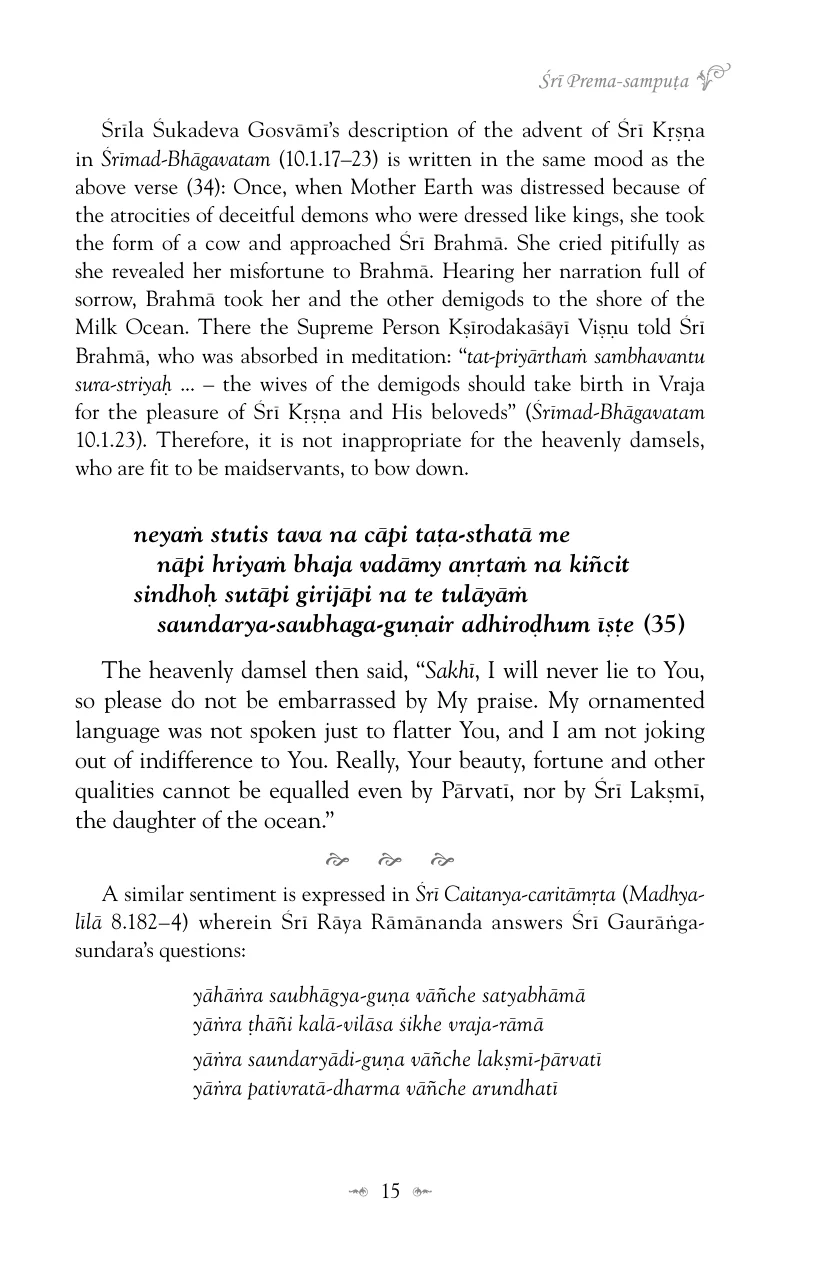 Śrī Prema-sampuṭa
Śrīla Śukadeva Gosvāmī’s description of the advent of Śrī Kṛṣṇa
in Śrīmad-Bhāgavatam (10.1.17–23) is written in the same mood as the
above verse (34): Once, when Mother Earth was distressed because of
the atrocities of deceitful demons who were dressed like kings, she took
the form of a cow and approached Śrī Brahmā. She cried pitifully as
she revealed her misfortune to Brahmā. Hearing her narration full of
sorrow, Brahmā took her and the other demigods to the shore of the
Milk Ocean. There the Supreme Person Kṣīrodakaśāyī Viṣṇu told Śrī
Brahmā, who was absorbed in meditation: “tat-priyārthaṁ sambhavantu
sura-striyaḥ ... – the wives of the demigods should take birth in Vraja
for the pleasure of Śrī Kṛṣṇa and His beloveds” (Śrīmad-Bhāgavatam
10.1.23). Therefore, it is not inappropriate for the heavenly damsels,
who are fit to be maidservants, to bow down.
neyaṁ stutis tava na cāpi taṭa-sthatā me
nāpi hriyaṁ bhaja vadāmy anṛtaṁ na kiñcit
sindhoḥ sutāpi girijāpi na te tulāyāṁ
saundarya-saubhaga-guṇair adhiroḍhum īṣṭe (35)
The heavenly damsel then said, “Sakhī, I will never lie to You,
so please do not be embarrassed by My praise. My ornamented
language was not spoken just to flatter You, and I am not joking
out of indifference to You. Really, Your beauty, fortune and other
qualities cannot be equalled even by Pārvatī, nor by Śrī Lakṣmī,
the daughter of the ocean.”
A similar sentiment is expressed in Śrī Caitanya-caritāmṛta (Madhya-
līlā 8.182–4) wherein Śrī Rāya Rāmānanda answers Śrī Gaurāṅga-
sundara’s questions:
yāhāṅra saubhāgya-guṇa vāñche satyabhāmā
yāṅra ṭhāñi kalā-vilāsa śikhe vraja-rāmā
yāṅra saundaryādi-guṇa vāñche lakṣmī-pārvatī
yāṅra pativratā-dharma vāñche arundhatī
15